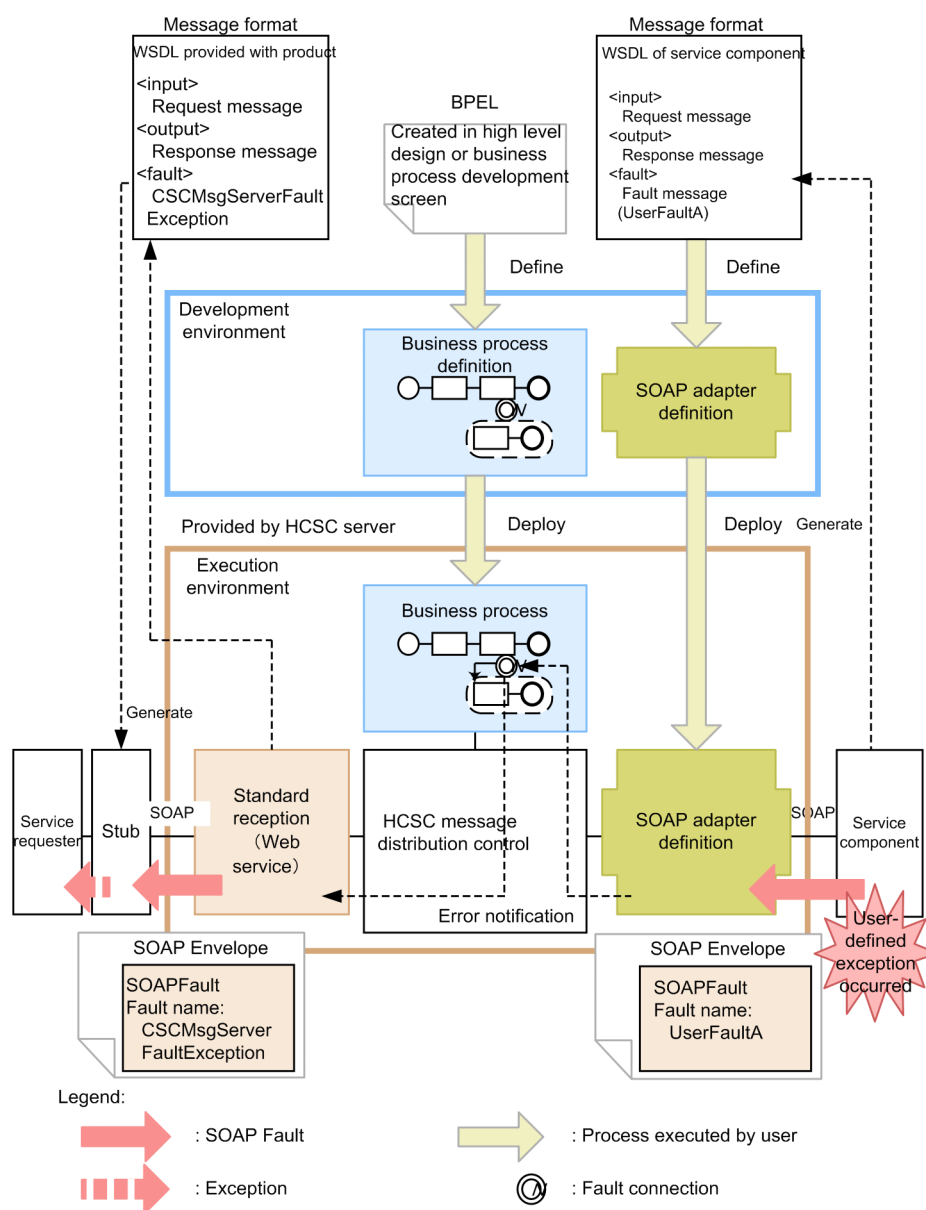 Message format
WSDL provided with product
<input>
Request message
<output>
Response message
<fault>
CSCMsgServerFault
Exception
BPEL
Created in high level
design or business
process development
screen
Message format
WSDL of service component
<input>
Request message
<output>
Response message
<fault>
Fault message
(UserFaultA)
Define
Define
Development
environment
Business process
definition
SOAP adapter
definition
Provided by HCSC server
Deploy
Deploy
Generate
Execution
environment
Business process
Generate
Service
requester
Stub
SOAP
Standard
reception
（Web
service）
HCSC message
distribution control
Error notification
SOAP adapter
definition
SOAP
Service
component
User-
defined
exception
occurred
SOAP Envelope
SOAPFault
Fault name:
CSCMsgServer
FaultException
SOAP Envelope
SOAPFault
Fault name:
UserFaultA
Legend:
: SOAP Fault
: Process executed by user
: Exception
: Fault connection